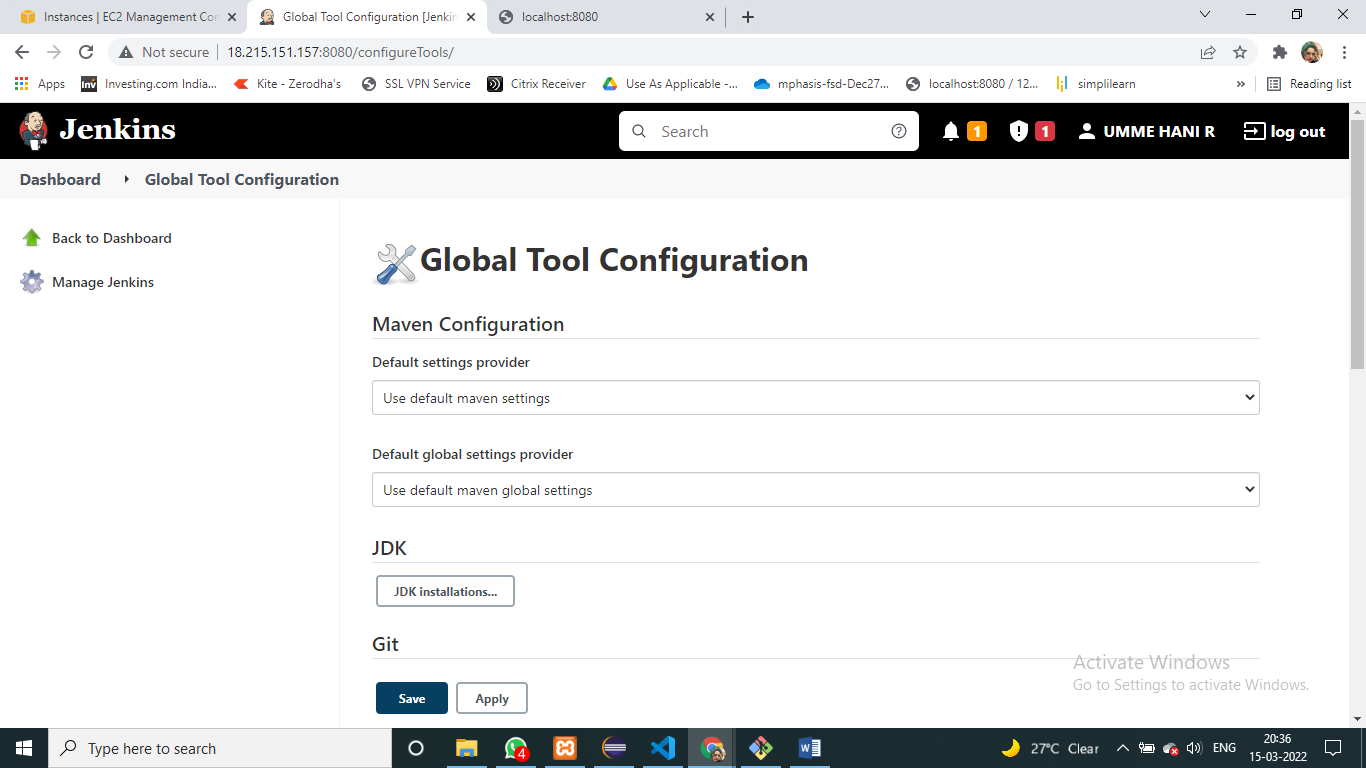 Instances | EC2 Management Con
Global Tool Configuration [Jenkin
localhost:8080
Not secure
18.215.151.157:8080/configureTools/
Apps
inv
Investing.com India...
Kite - Zerodha's
SSL VPN Service
Citrix Receiver
Use As Applicable -...
mphasis-fsd-Dec27...
localhost:8080 / 12...
simplilearn
»
Reading list
Jenkins
Search
1
1
UMME HANI R
log out
Dashboard
Global Tool Configuration
Back to Dashboard
Manage Jenkins
Global Tool Configuration
Maven Configuration
Default settings provider
Use default maven settings
Default global settings provider
Use default maven global settings
JDK
JDK installations...
Git
Save
Apply
Activate Windows
Go to Settings to activate Windows.
Type here to search
4
27°C Clear
ENG
20:36
15-03-2022